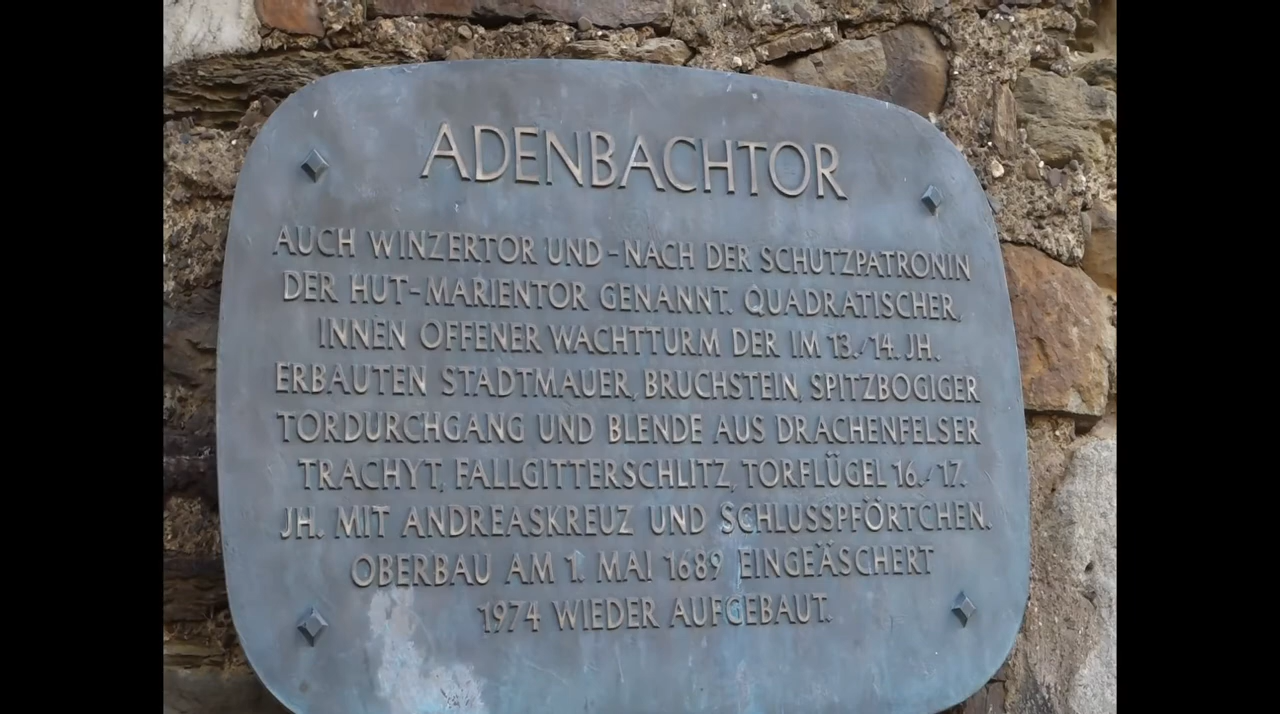 ADENBACHTOR
AUCH WINZERTOR UND - NACH DER SCHUTZPATRONIN
DER HUT - MARIENTOR GENANNT. QUADRATISCHER,
INNEN OFFENER WACHTTURM DER IM 13./14. JH.
ERBAUTEN STADTMAUER, BRUCHSTEIN, SPITZBOGIGER
TORDURCHGANG UND BLENDE AUS DRACHENFELSER
TRACHYT, FALLGITTERSCHLITZ, TORFLÜGEL 16./17.
JH. MIT ANDREASKREUZ UND SCHLUSSPFÖRTCHEN.
OBERBAU AM 1. MAI 1689 EINGEÄSCHERT
1974 WIEDER AUFGEBAUT.